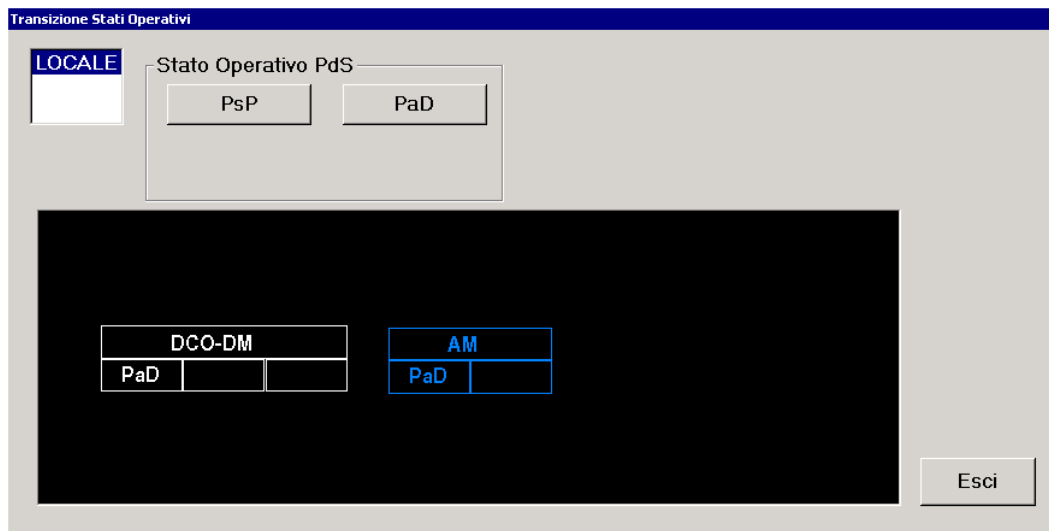 Transizione Stati Operativi
LOCALE
Stato Operativo PdS
PsP PaD
DCO-DM
PaD
AM
PaD
Esci